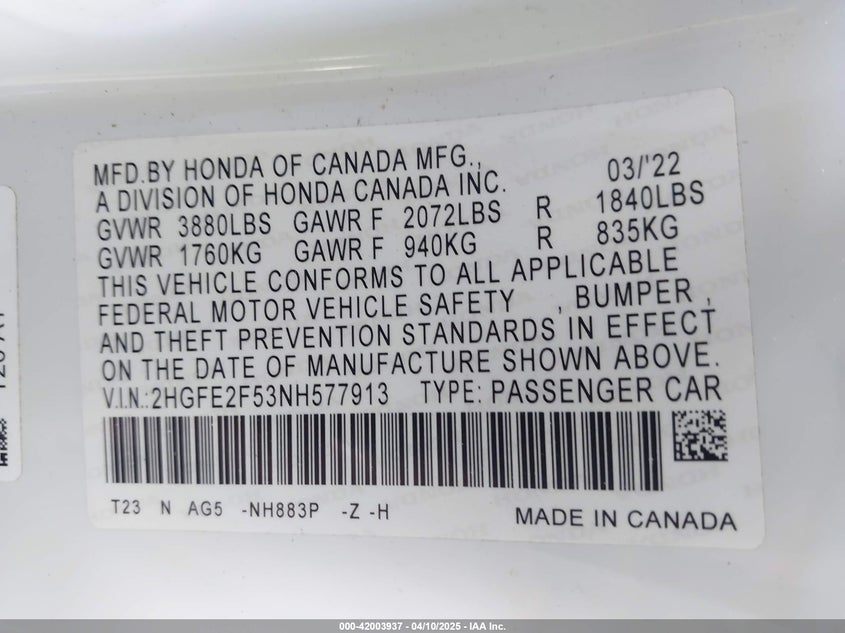 MFD.BY HONDA OF CANADA MFG., 03/'22
A DIVISION OF HONDA CANADA INC.
GVWR 3880LBS GAWR F 2072LBS R 1840LBS
GVWR 1760KG GAWR F 940KG R 835KG
THIS VEHICLE CONFORMS TO ALL APPLICABLE
FEDERAL MOTOR VEHICLE SAFETY , BUMPER ,
AND THEFT PREVENTION STANDARDS IN EFFECT
ON THE DATE OF MANUFACTURE SHOWN ABOVE.
V.I.N.:2HGFE2F53NH577913 TYPE: PASSENGER CAR
T23 N AG5 -NH883P -Z -H MADE IN CANADA
000-42003937 - 04/10/2025 - IAA Inc.